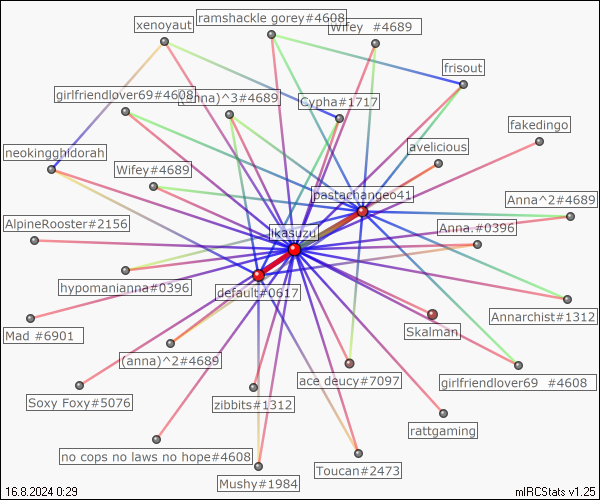 ramshackle gorey#4608
xenoyaut
Wifey #4689
frisout
girlfriendlover69#4608
(anna)^3#4689
Cypha#1717
fakedingo
avelicious
neokingghidorah
Wifey#4689
pastachange641
Anna^2#4689
AlpineRooster#2156
likasuzu
Anna.#0396
hypomanianna#0396
default#0617
Annarchist#1312
Mad #6901
Skalman
(anna)^2#4689
ace deucy#7097
girlfriendlover69 #4608
Soxy Foxy#5076
zibbits#1312
rattgaming
no cops no laws no hope#4608
Toucan#2473
Mushy#1984
16.8.2024 0:29
mIRCStats v1.25